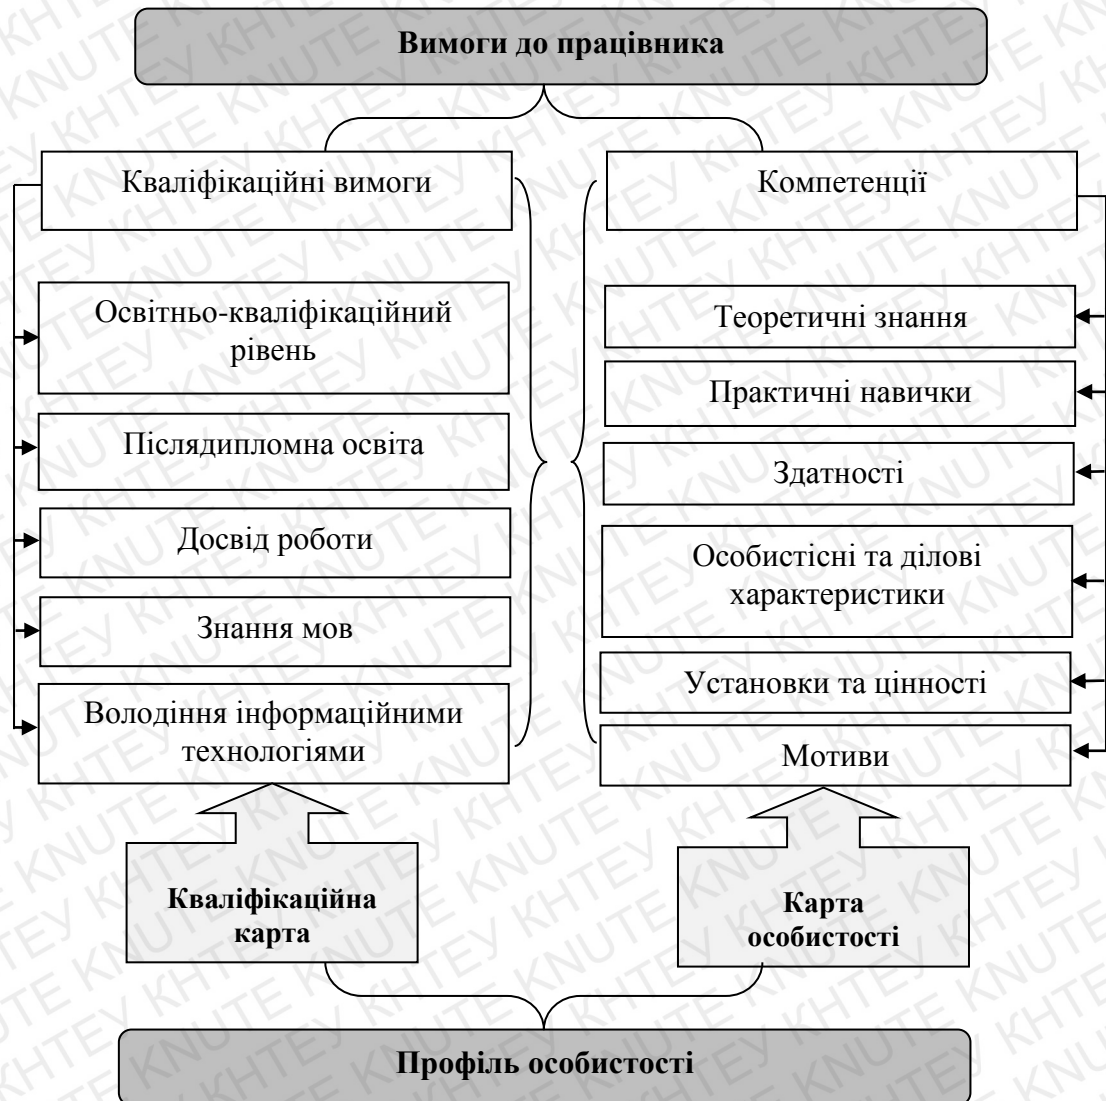 Вимоги до працівника
Кваліфікаційні вимоги
Освітньо-кваліфікаційний
рівень
Післядипломна освіта
Досвід роботи
Знання мов
Володіння інформаційними
технологіями
Кваліфікаційна
карта
Компетенції
Теоретичні знання
Практичні навички
Здатності
Особистісні та ділові
характеристики
Установки та цінності
Мотиви
Карта
особистості
Профіль особистості